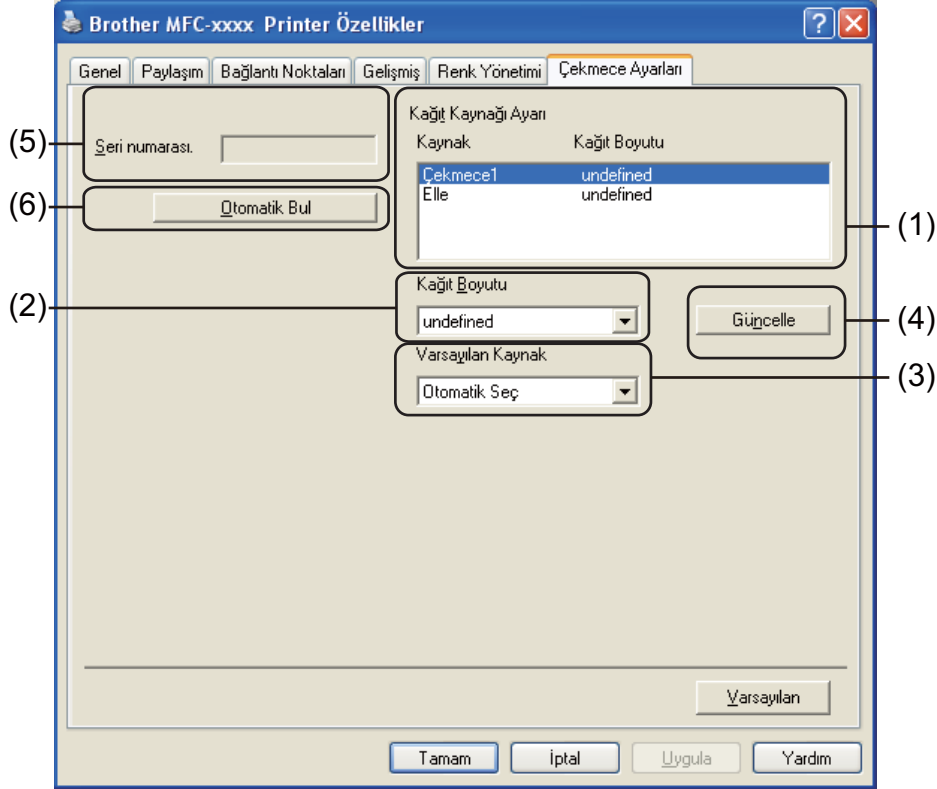 Brother MFC-xxxx Printer Özellikler
Genel Paylaşım Bağlantı Noktaları Gelişmiş Renk Yönetimi Çekmece Ayarları
(5)
Seri numarası.
(6)
Otomatik Bul
Kağıt Kaynağı Ayarı
Kaynak Kağıt Boyutu
Çekmece1 undefined
Elle undefined
(1)
(2)
Kağıt Boyutu
undefined
Güncelle
(4)
Varsayılan Kaynak
Otomatik Seç
(3)
Varsayılan
Tamam İptal Uygula Yardım